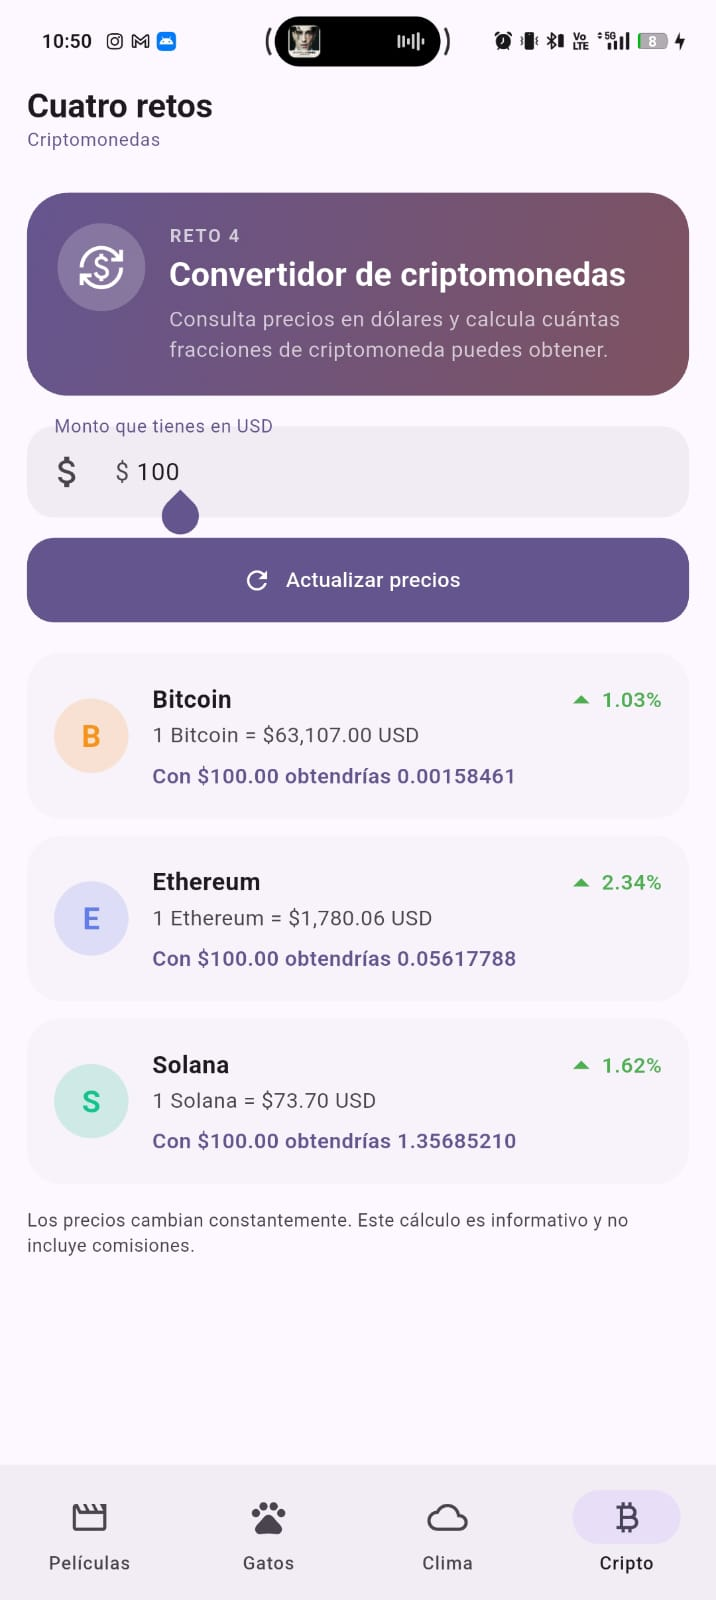 10:50
Vo LTE
5G
8
Cuatro retos
Criptomonedas
RETO 4
Convertidor de criptomonedas
Consulta precios en dólares y calcula cuántas
fracciones de criptomoneda puedes obtener.
Monto que tienes en USD
$ $ 100
Actualizar precios
Bitcoin 1.03%
B
1 Bitcoin = $63,107.00 USD
Con $100.00 obtendrías 0.00158461
Ethereum 2.34%
E
1 Ethereum = $1,780.06 USD
Con $100.00 obtendrías 0.05617788
Solana 1.62%
S
1 Solana = $73.70 USD
Con $100.00 obtendrías 1.35685210
Los precios cambian constantemente. Este cálculo es informativo y no
incluye comisiones.
Películas Gatos Clima Cripto